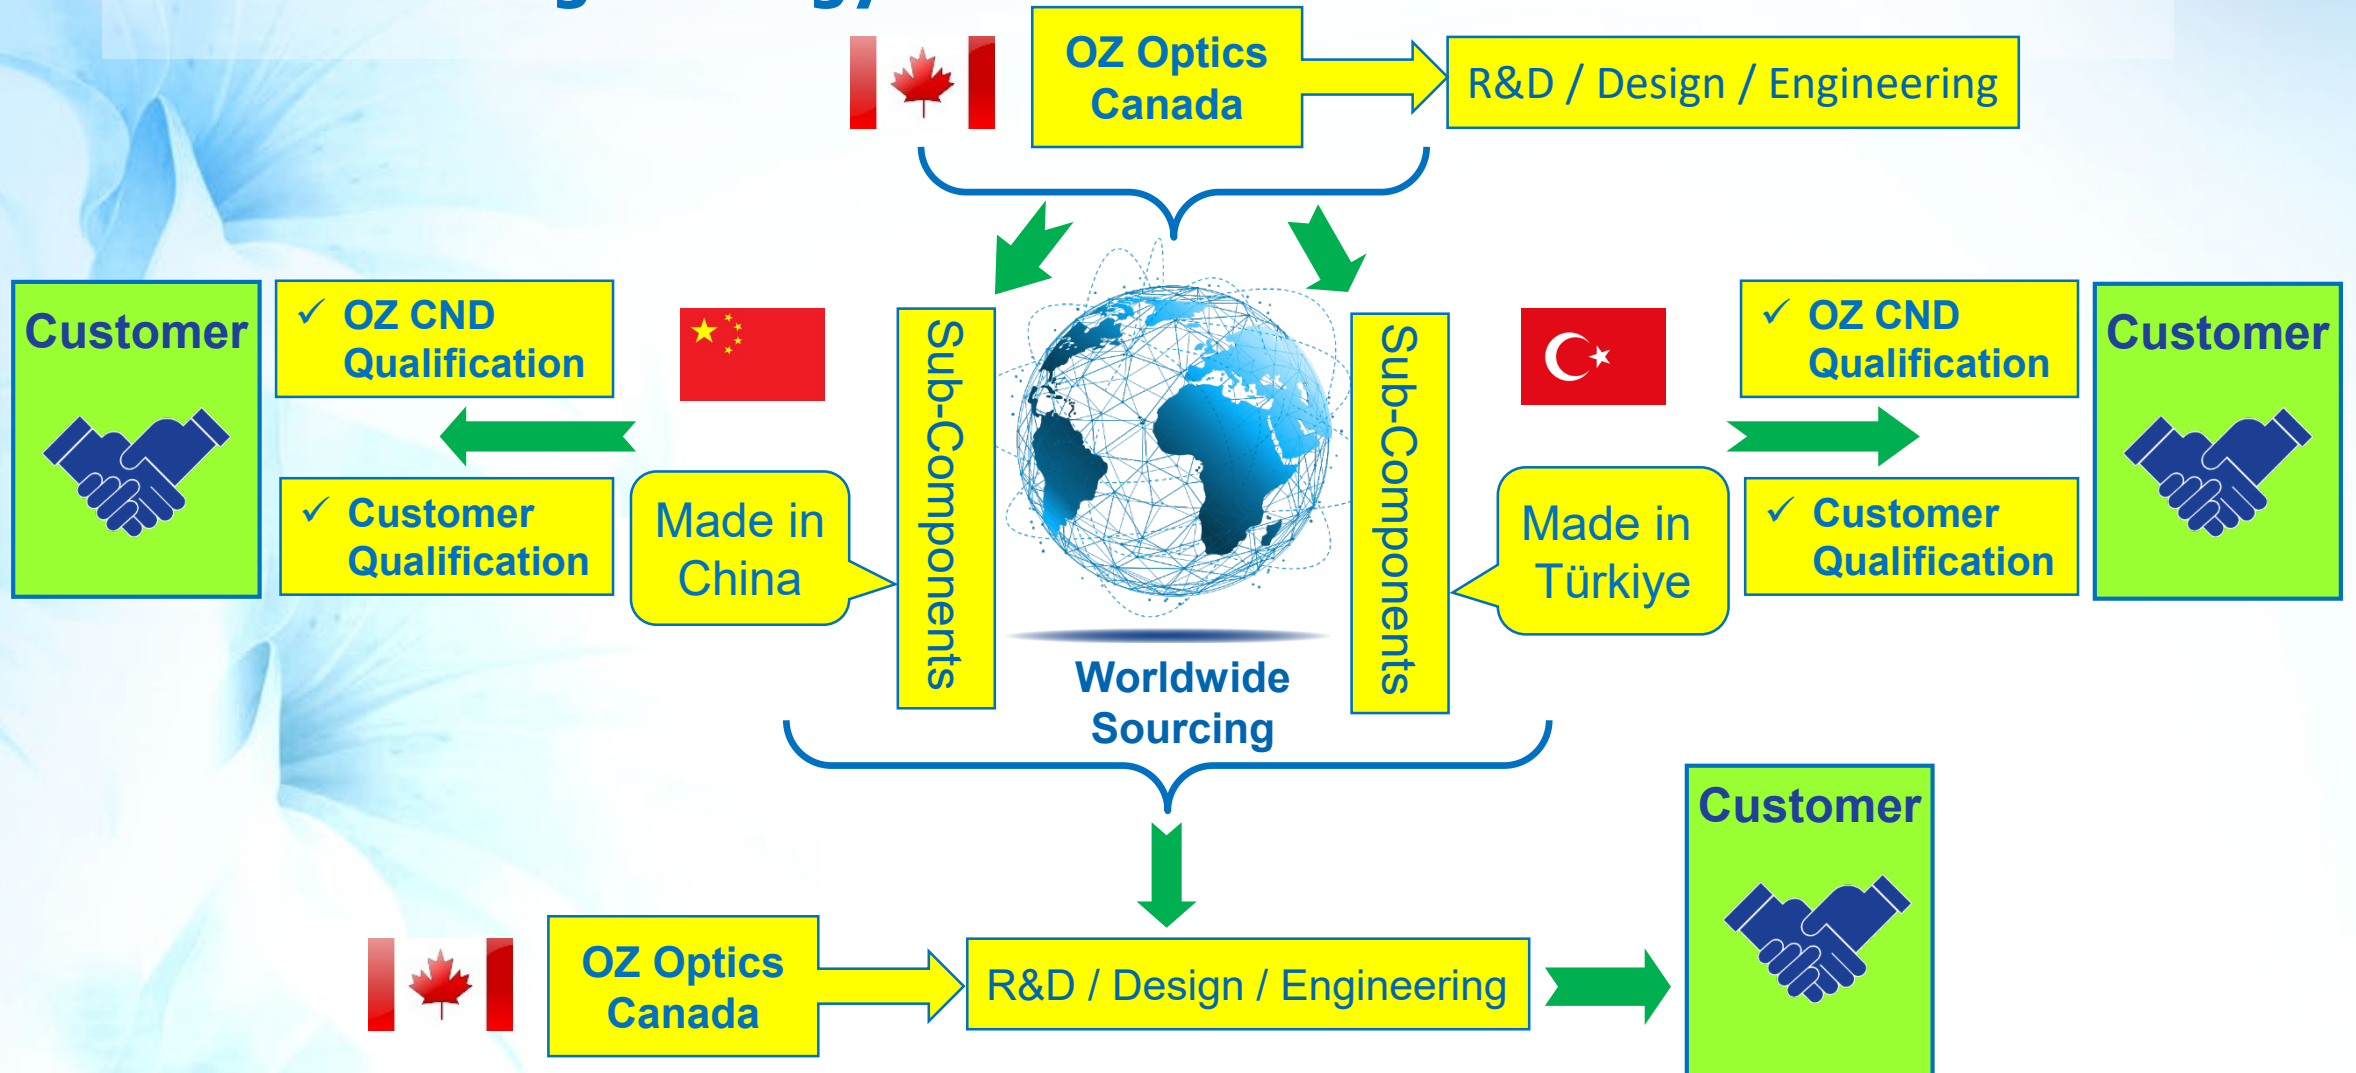 OZ Optics
Canada
R&D / Design / Engineering
Customer
✓ OZ CND
Qualification
✓ Customer
Qualification
Made in
China
Sub-Components
Worldwide
Sourcing
Sub-Components
Made in
Türkiye
✓ OZ CND
Qualification
✓ Customer
Qualification
Customer
OZ Optics
Canada
R&D / Design / Engineering
Customer